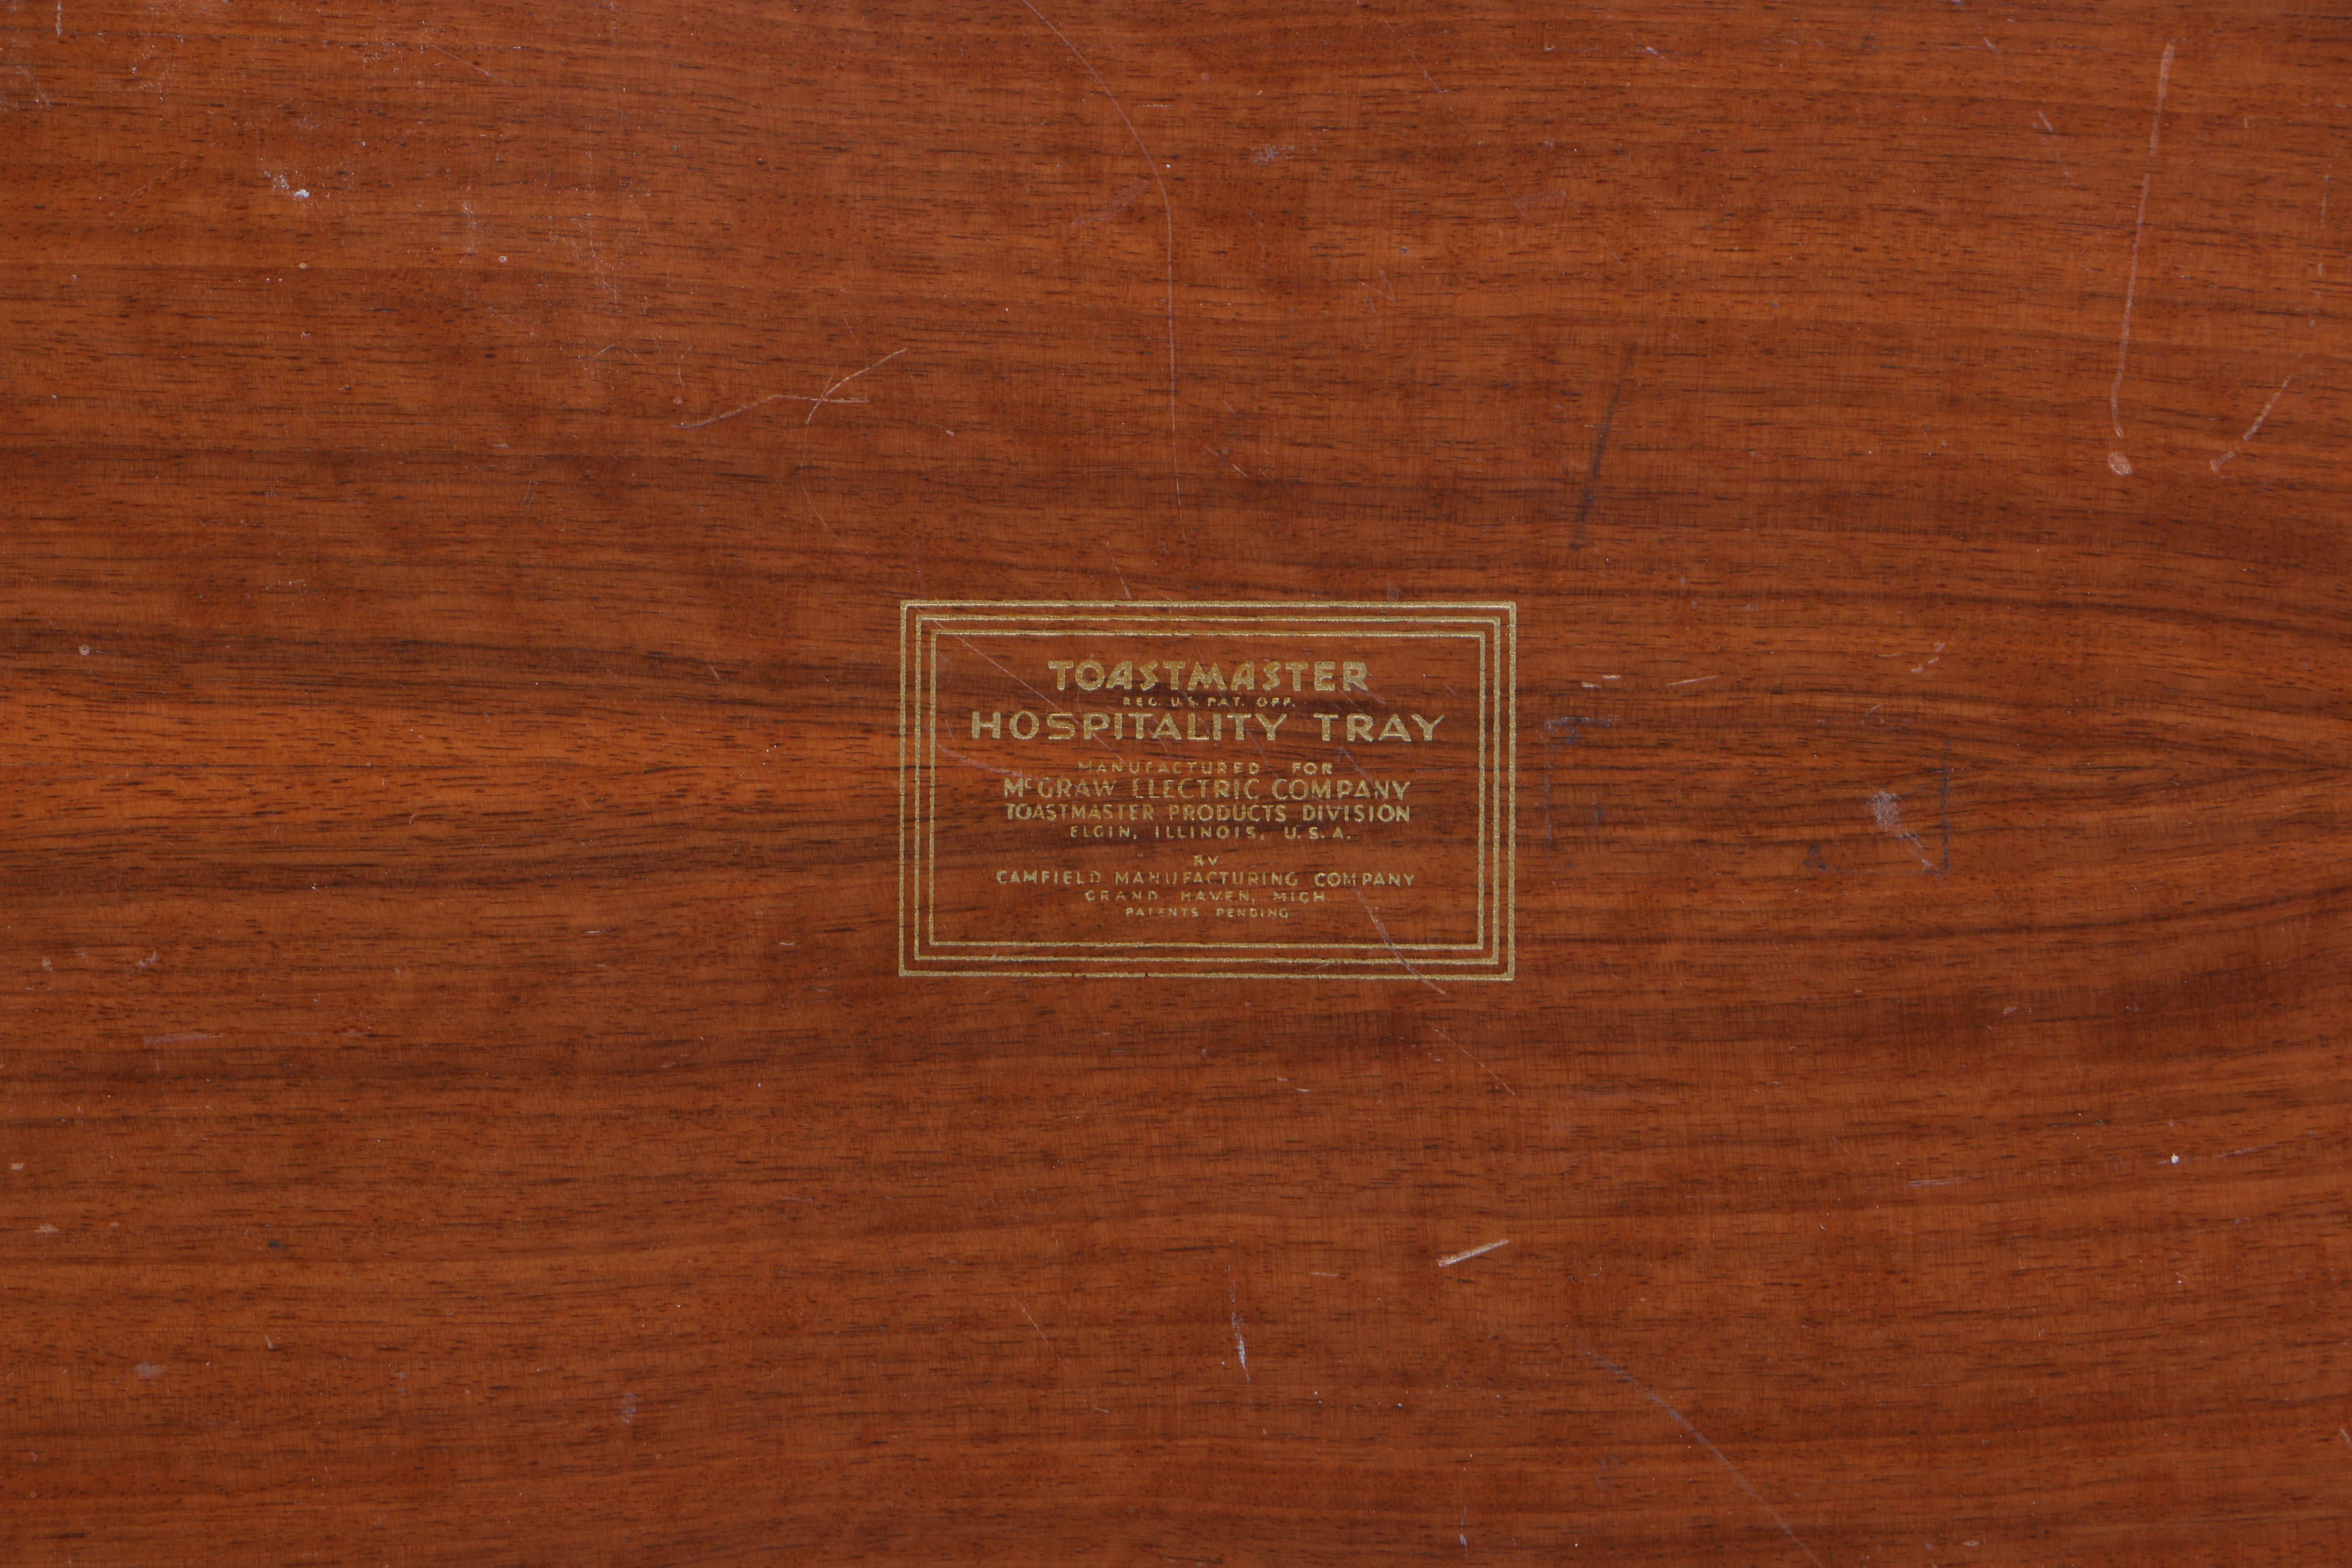 TOASTMASTER
REG. U.S. PAT. OFF.
HOSPITALITY TRAY
MANUFACTURED FOR
McGRAW ELECTRIC COMPANY
TOASTMASTER PRODUCTS DIVISION
ELGIN, ILLINOIS, U.S.A.
BY
CAMFIELD MANUFACTURING COMPANY
GRAND HAVEN, MICH
PATENTS PENDING